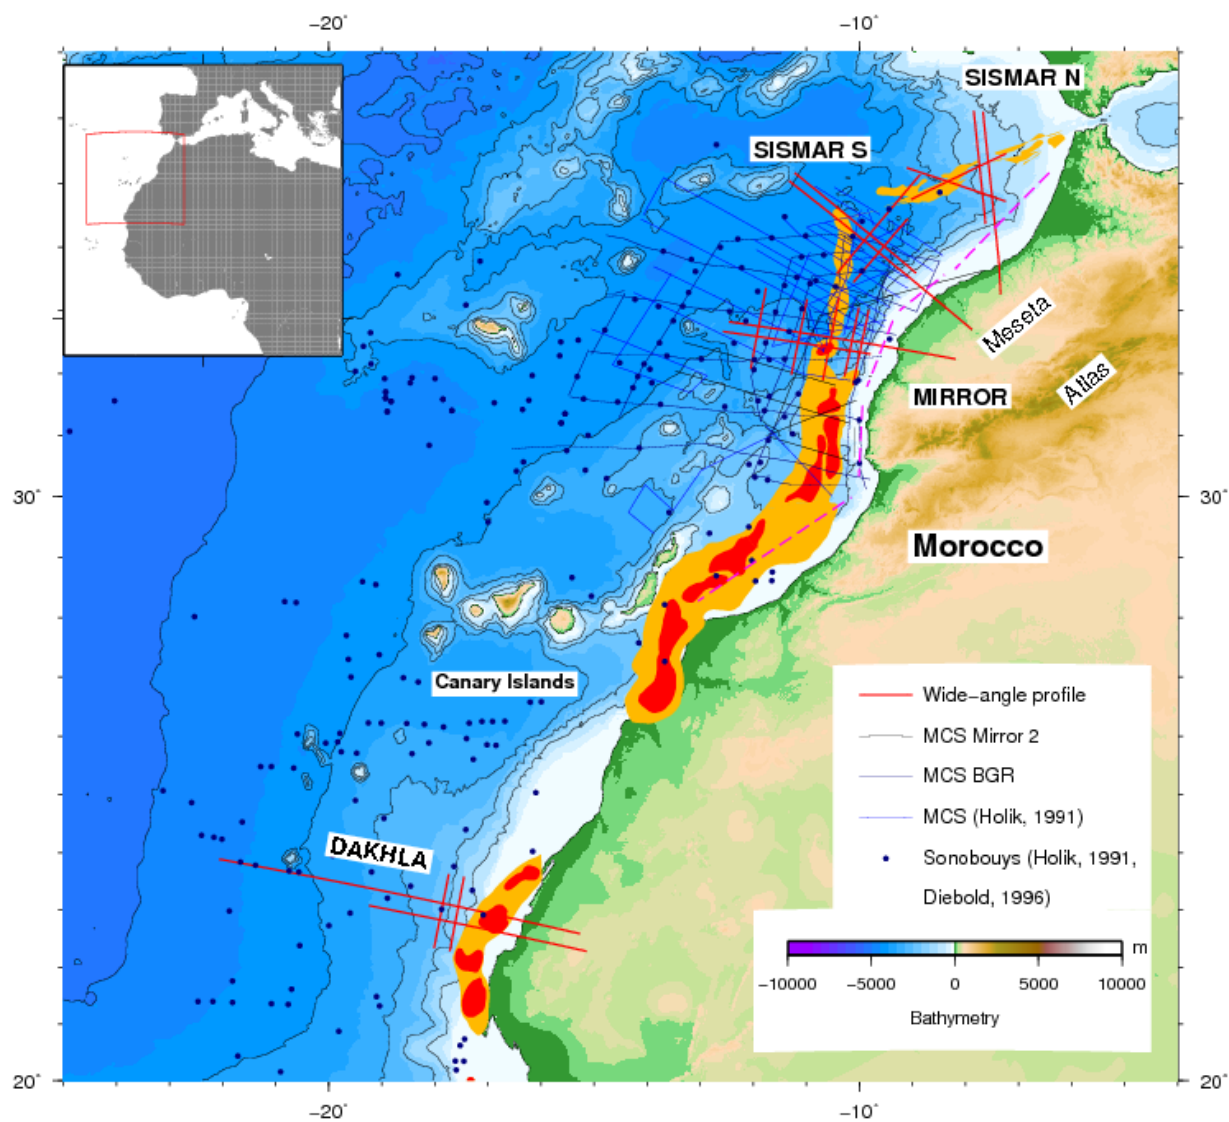 −20°
−10°
SISMAR N
SISMAR S
Meseta
Atlas
MIRROR
30°
30°
Morocco
Canary Islands
Wide−angle profile
MCS Mirror 2
MCS BGR
MCS (Holik, 1991)
Sonobouys (Holik, 1991,
Diebold, 1996)
DAKHLA
m
−10000
−5000
0
5000
10000
Bathymetry
20°
20°
−20°
−10°